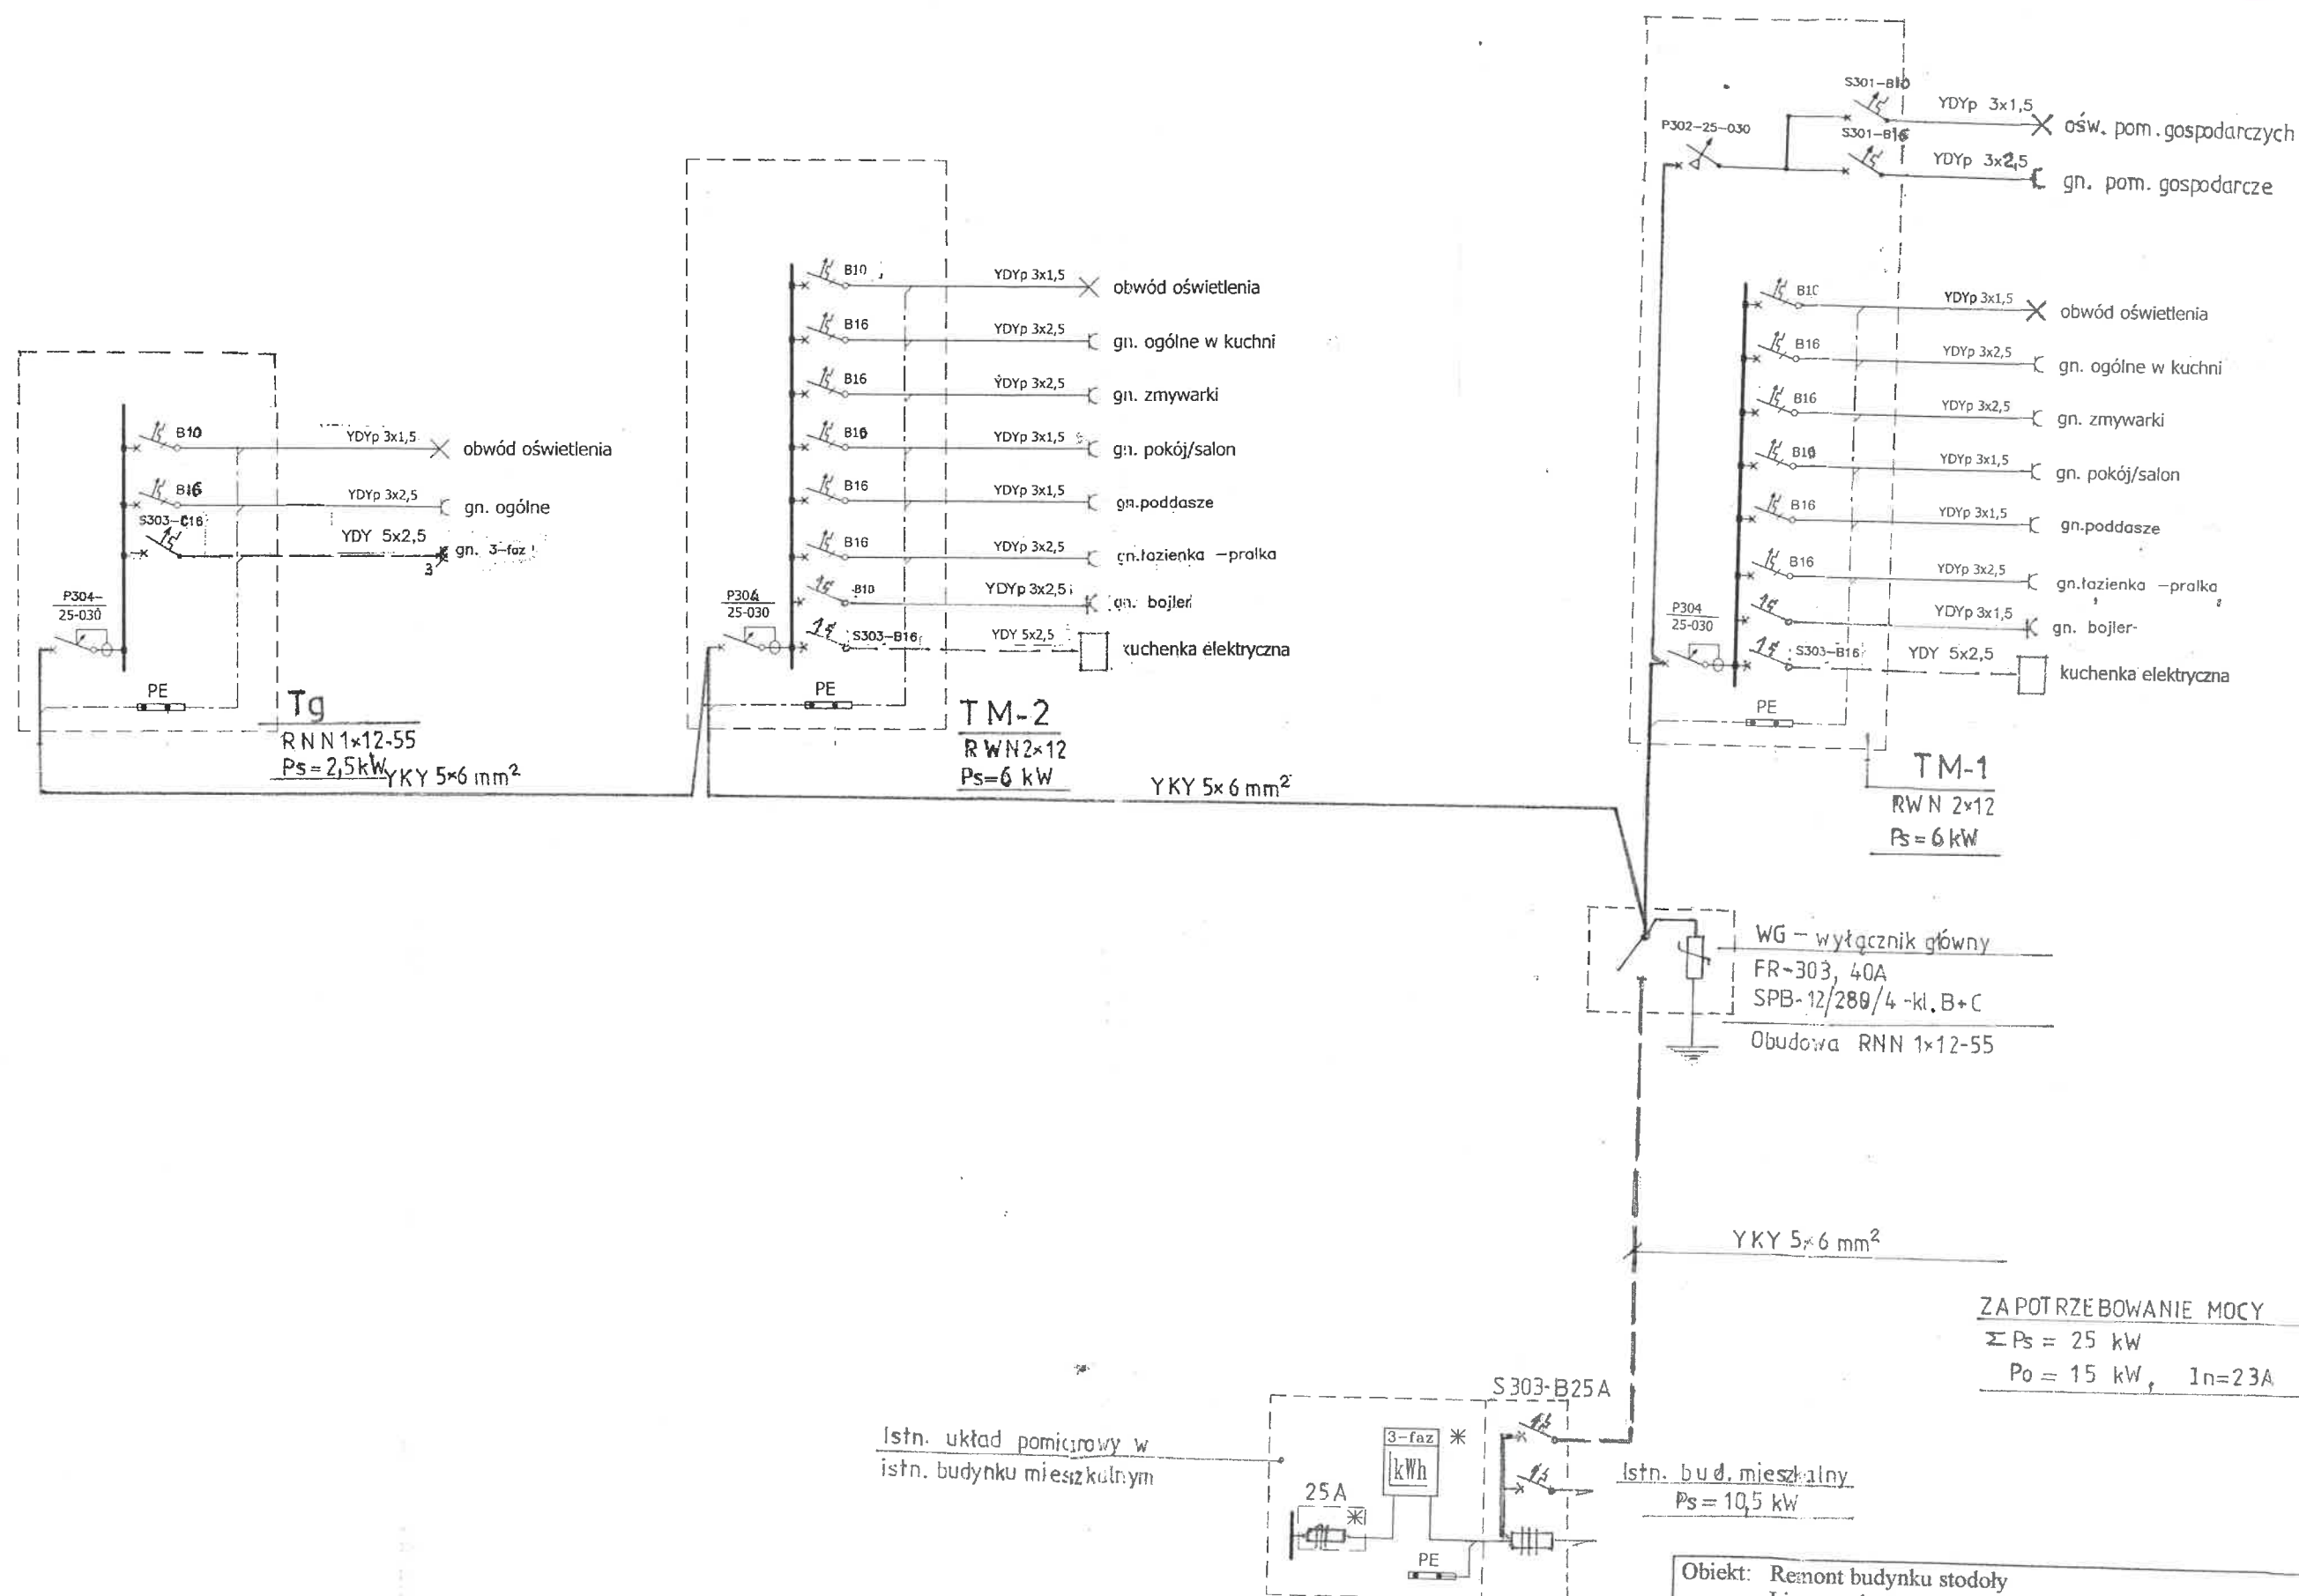 S301-B10
YDYp 3x1,5
ośw. pom. gospodarczych
P302-25-030
S301-B16
YDYp 3x2,5
gn. pom. gospodarcze
B10
YDYp 3x1,5
obwód oświetlenia
B16
YDYp 3x2,5
gn. ogólne w kuchni
B16
YDYp 3x2,5
gn. zmywarki
B16
YDYp 3x1,5
gn. pokój/salon
B16
YDYp 3x1,5
gn.poddasze
B16
YDYp 3x2,5
gn.łazienka -pralka
P304
25-030
B10
YDYp 3x2,5
gn. bojler
S303-B16
YDY 5x2,5
kuchenka elektryczna
PE
TM-2
RWN2x12
Ps=6 kW
B10
YDYp 3x1,5
obwód oświetlenia
B16
YDYp 3x2,5
gn. ogólne w kuchni
B16
YDYp 3x2,5
gn. zmywarki
YDYp 3x1,5
gn. pokój/salon
B16
YDYp 3x1,5
gn.poddasze
B16
YDYp 3x2,5
gn.łazienka -pralka
P304
25-030
YDYp 3x1,5
gn. bojler-
S303-B16
YDY 5x2,5
kuchenka elektryczna
PE
TM-1
RWN 2x12
Ps=6 kW
B10
YDYp 3x1,5
obwód oświetlenia
B16
YDYp 3x2,5
gn. ogólne
S303-C16
YDY 5x2,5
gn. 3-faz
3
P304-
25-030
PE
Tg
RNN1x12-55
Ps=2,5kW
YKY 5x6 mm²
YKY 5x6 mm²
WG - wyłącznik główny
FR-303, 40A
SPB-12/280/4 -kl. B+C
Obudowa RNN 1x12-55
YKY 5x6 mm²
ZAPOTRZEBOWANIE MOCY
Σ Ps = 25 kW
Po = 15 kW, In=23A
S303-B25A
Istn. układ pomiarowy w
istn. budynku mieszkalnym
3-faz *
kWh
25A
*
Istn. bud. mieszkalny
Ps = 10,5 kW
PE
Obiekt: Remont budynku stodoły